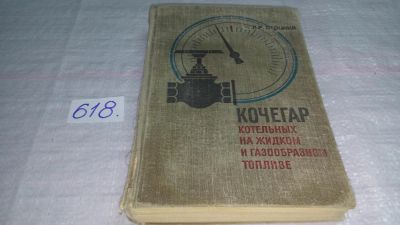 618.
КОЧЕГАР
КОТЕЛЬНЫХ
НА ЖИДКОМ
И ГАЗООБРАЗНОМ
ТОПЛИВЕ